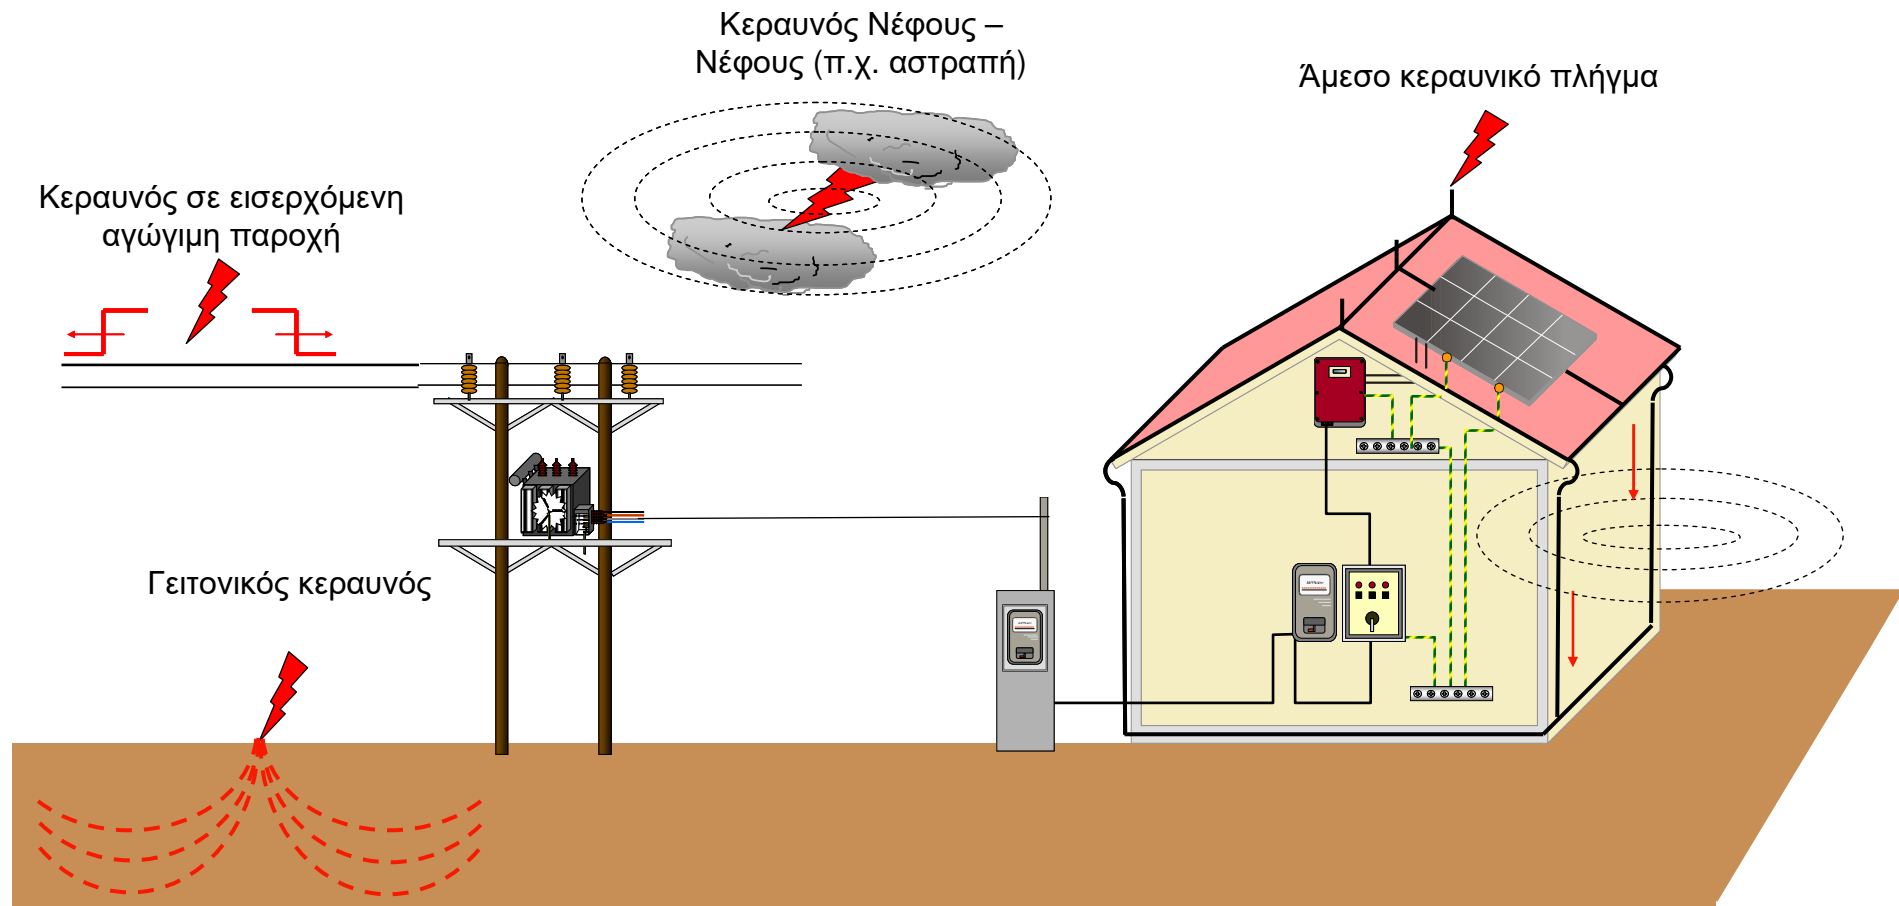 Κεραυνός Νέφους –
Νέφους (π.χ. αστραπή)
Άμεσο κεραυνικό πλήγμα
Κεραυνός σε εισερχόμενη
αγώγιμη παροχή
Γειτονικός κεραυνός